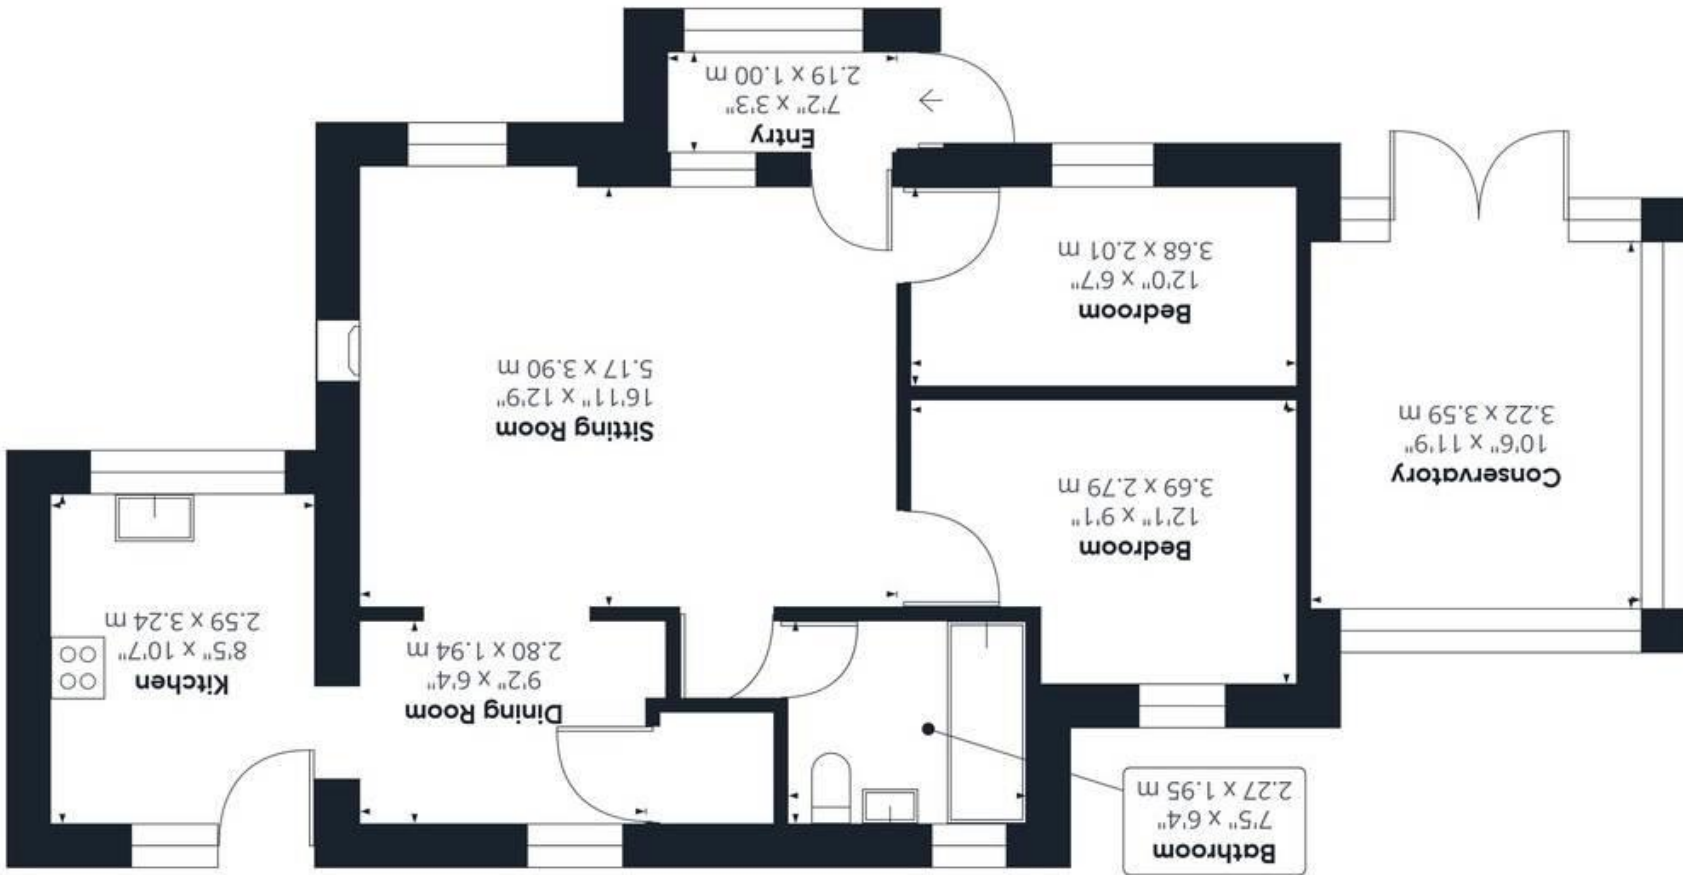 Bathroom
7'5" x 6'4"
2.27 x 1.95 m
Dining Room
9'2" x 6'4"
2.80 x 1.94 m
Kitchen
8'5" x 10'7"
2.59 x 3.24 m
Bedroom
12'1" x 9'1"
3.69 x 2.79 m
Conservatory
10'6" x 11'9"
3.22 x 3.59 m
Sitting Room
16'11" x 12'9"
5.17 x 3.90 m
Bedroom
12'0" x 6'7"
3.68 x 2.01 m
Entry
7'2" x 3'3"
2.19 x 1.00 m